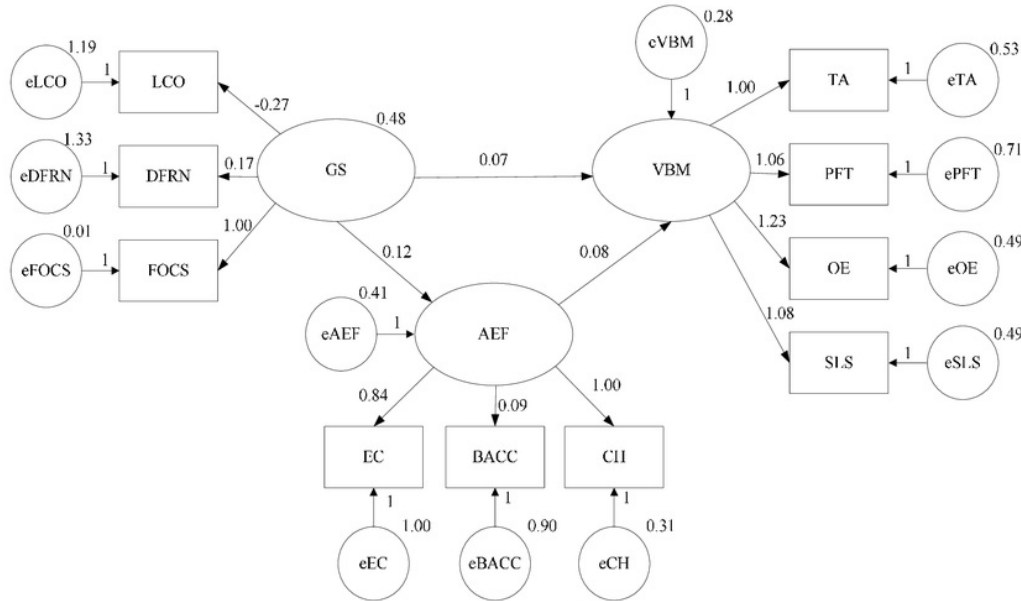 0.28
cVBM
1
1.19
eLCO
1
LCO
-0.27
1.00
TA
1
0.53
eTA
0.48
GS
0.07
VBM
1.33
eDFRN
1
DFRN
0.17
1.06
PFT
1
0.71
ePFT
0.01
eFOCS
1
FOCS
1.00
0.12
0.08
1.23
OE
1
0.49
eOE
0.41
eAEF
1
AEF
1.08
SLS
1
0.49
eSLS
0.84
0.09
1.00
EC
BACC
CH
1
1
1
1.00
0.90
0.31
eEC
eBACC
eCH